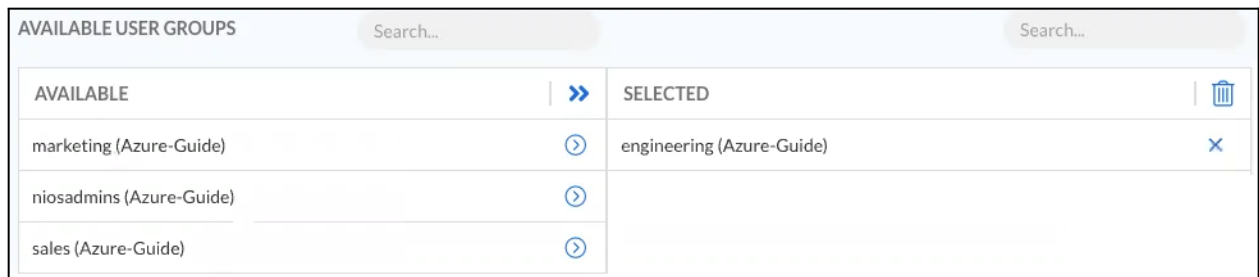 AVAILABLE USER GROUPS
Search...
Search...
AVAILABLE
SELECTED
marketing (Azure-Guide)
engineering (Azure-Guide)
niosadmins (Azure-Guide)
sales (Azure-Guide)